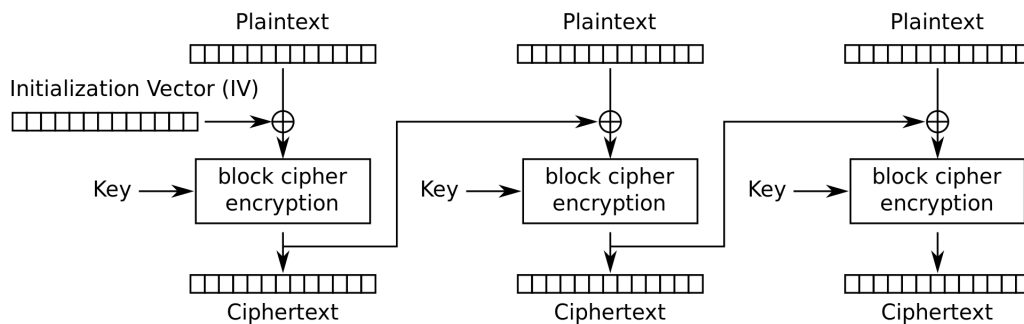 Plaintext
Plaintext
Plaintext
Initialization Vector (IV)
Key
block cipher
encryption
Key
block cipher
encryption
Key
block cipher
encryption
Ciphertext
Ciphertext
Ciphertext